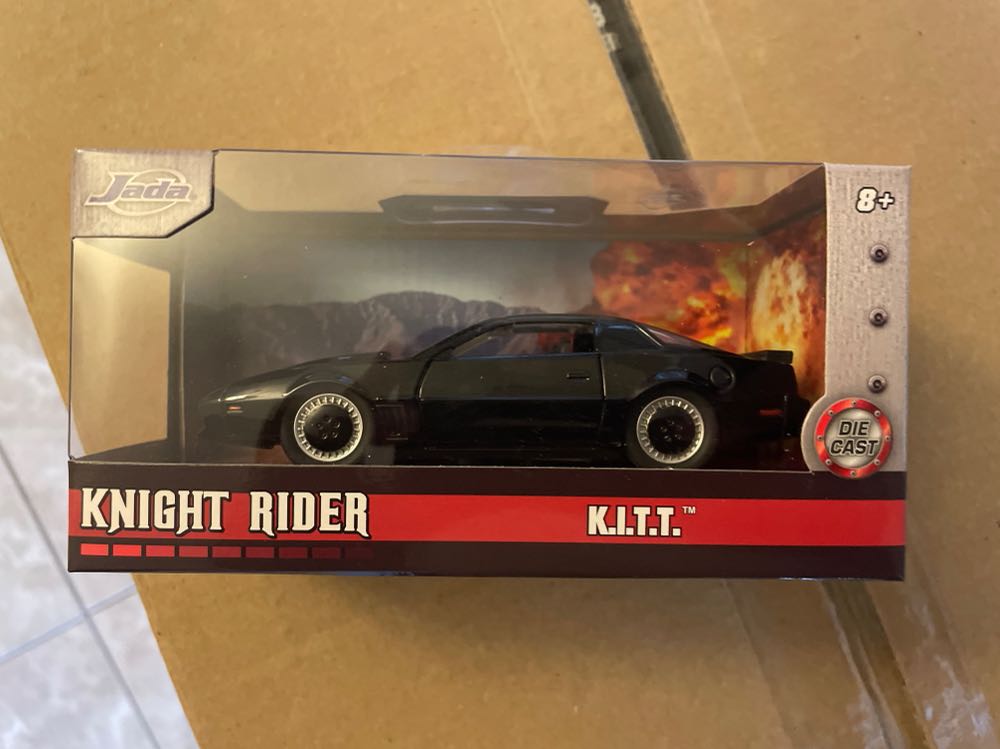 Jada
8+
DIE
CAST
KNIGHT RIDER
K.I.T.T.™